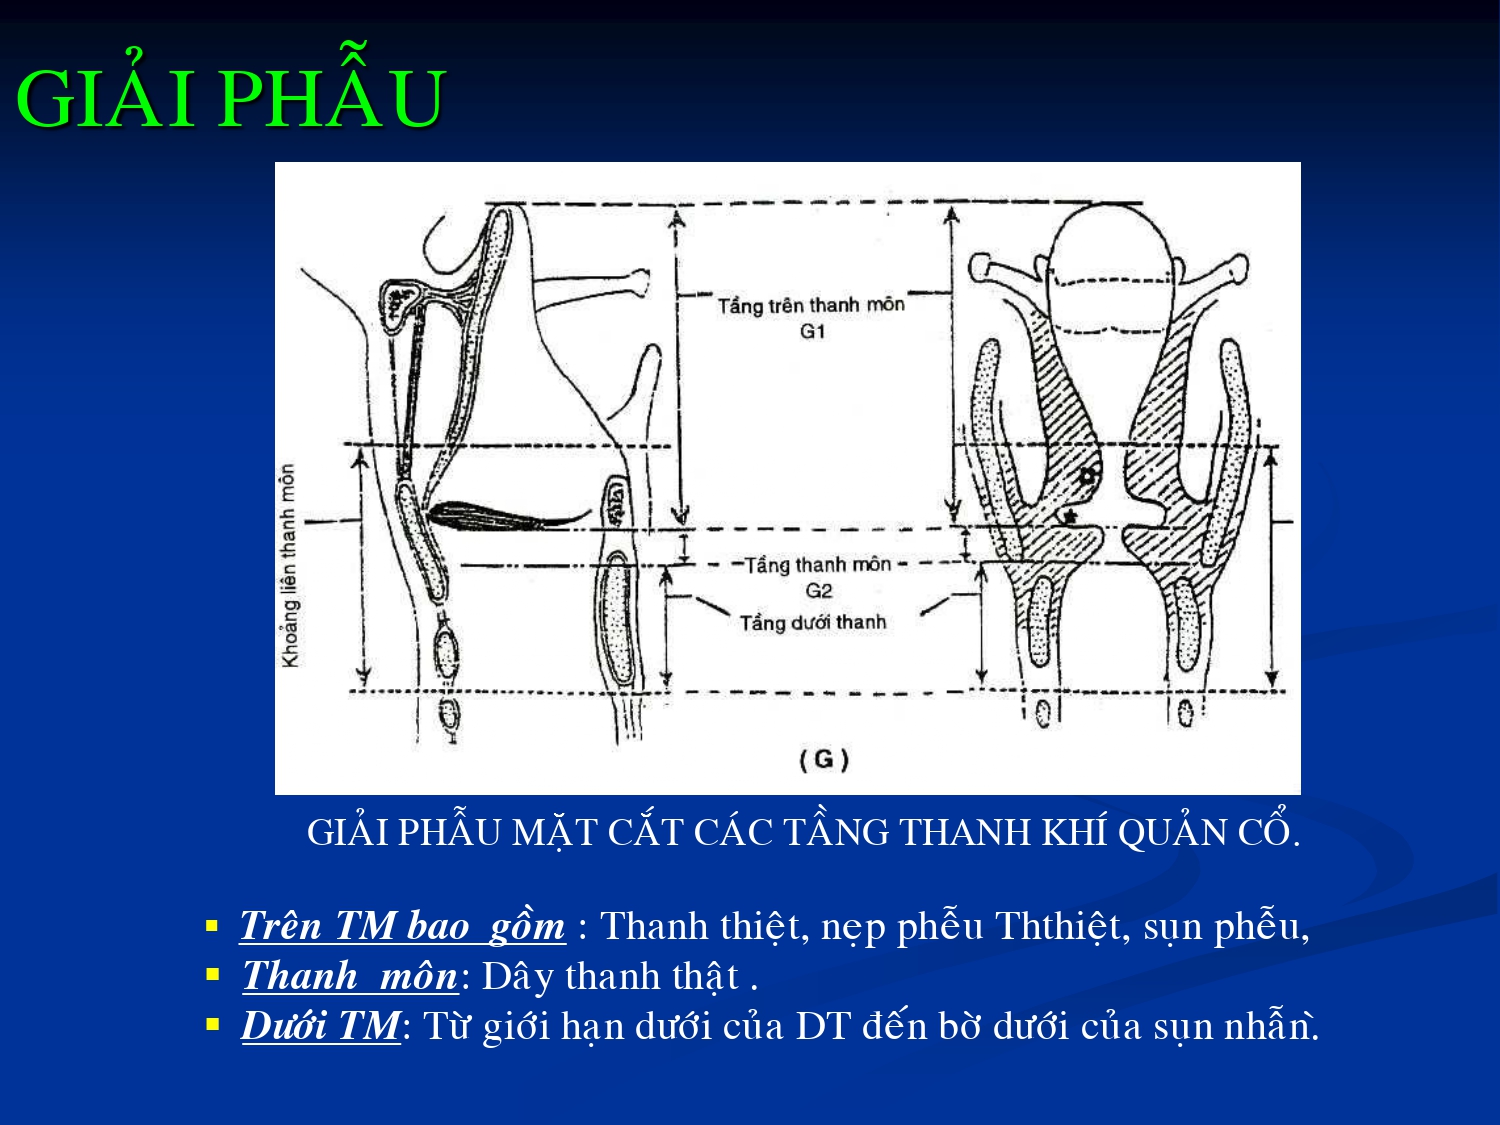 GIẢI PHẪU
Tầng trên thanh môn
G1
Khoảng liên thanh môn
Tầng thanh môn
G2
Tầng dưới thanh
( G )
GIẢI PHẪU MẶT CẮT CÁC TẦNG THANH KHÍ QUẢN CỔ.
Trên TM bao gồm : Thanh thiệt, nẹp phễu Ththiệt, sụn phễu,
Thanh môn: Dây thanh thật .
Dưới TM: Từ giới hạn dưới của DT đến bờ dưới của sụn nhẫn̉.